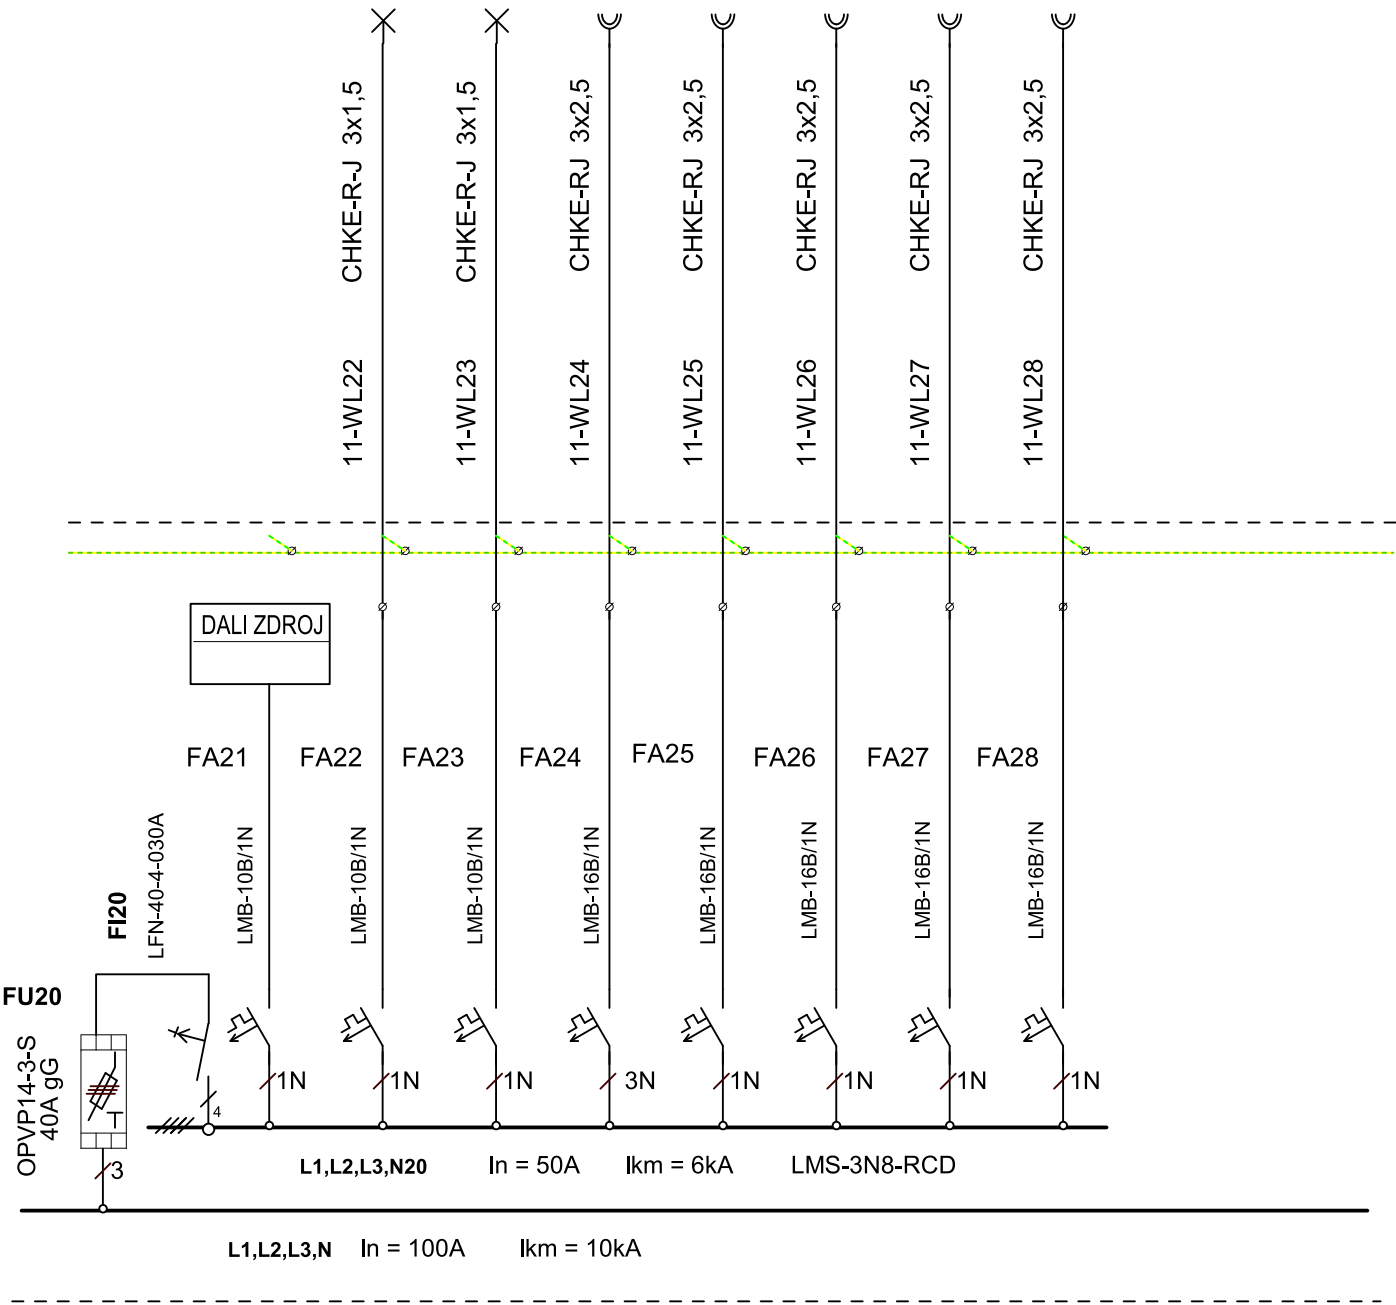 CHKE-R-J 3x1,5
CHKE-R-J 3x1,5
CHKE-RJ 3x2,5
CHKE-RJ 3x2,5
CHKE-RJ 3x2,5
CHKE-RJ 3x2,5
CHKE-RJ 3x2,5
11-WL22
11-WL23
11-WL24
11-WL25
11-WL26
11-WL27
11-WL28
DALI ZDROJ
FA21
FA22
FA23
FA24
FA25
FA26
FA27
FA28
FI20
LFN-40-4-030A
LMB-10B/1N
LMB-10B/1N
LMB-10B/1N
LMB-16B/1N
LMB-16B/1N
LMB-16B/1N
LMB-16B/1N
LMB-16B/1N
FU20
OPVP14-3-S
40A gG
1N
1N
1N
3N
1N
1N
1N
1N
4
3
L1,L2,L3,N20 In = 50A Ikm = 6kA LMS-3N8-RCD
L1,L2,L3,N In = 100A Ikm = 10kA